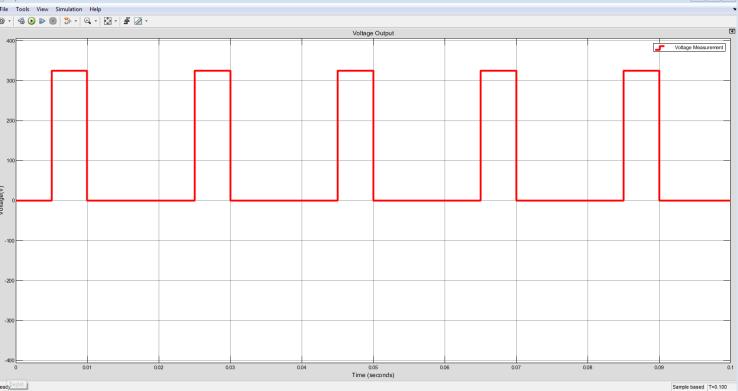 File Tools View Simulation Help
Voltage Output
Voltage Measurement
400
300
200
100
0
-100
-200
-300
-400
Voltage(V)
0 0.01 0.02 0.03 0.04 0.05 0.06 0.07 0.08 0.09 0.1
Time (seconds)
Sample based T=0.100